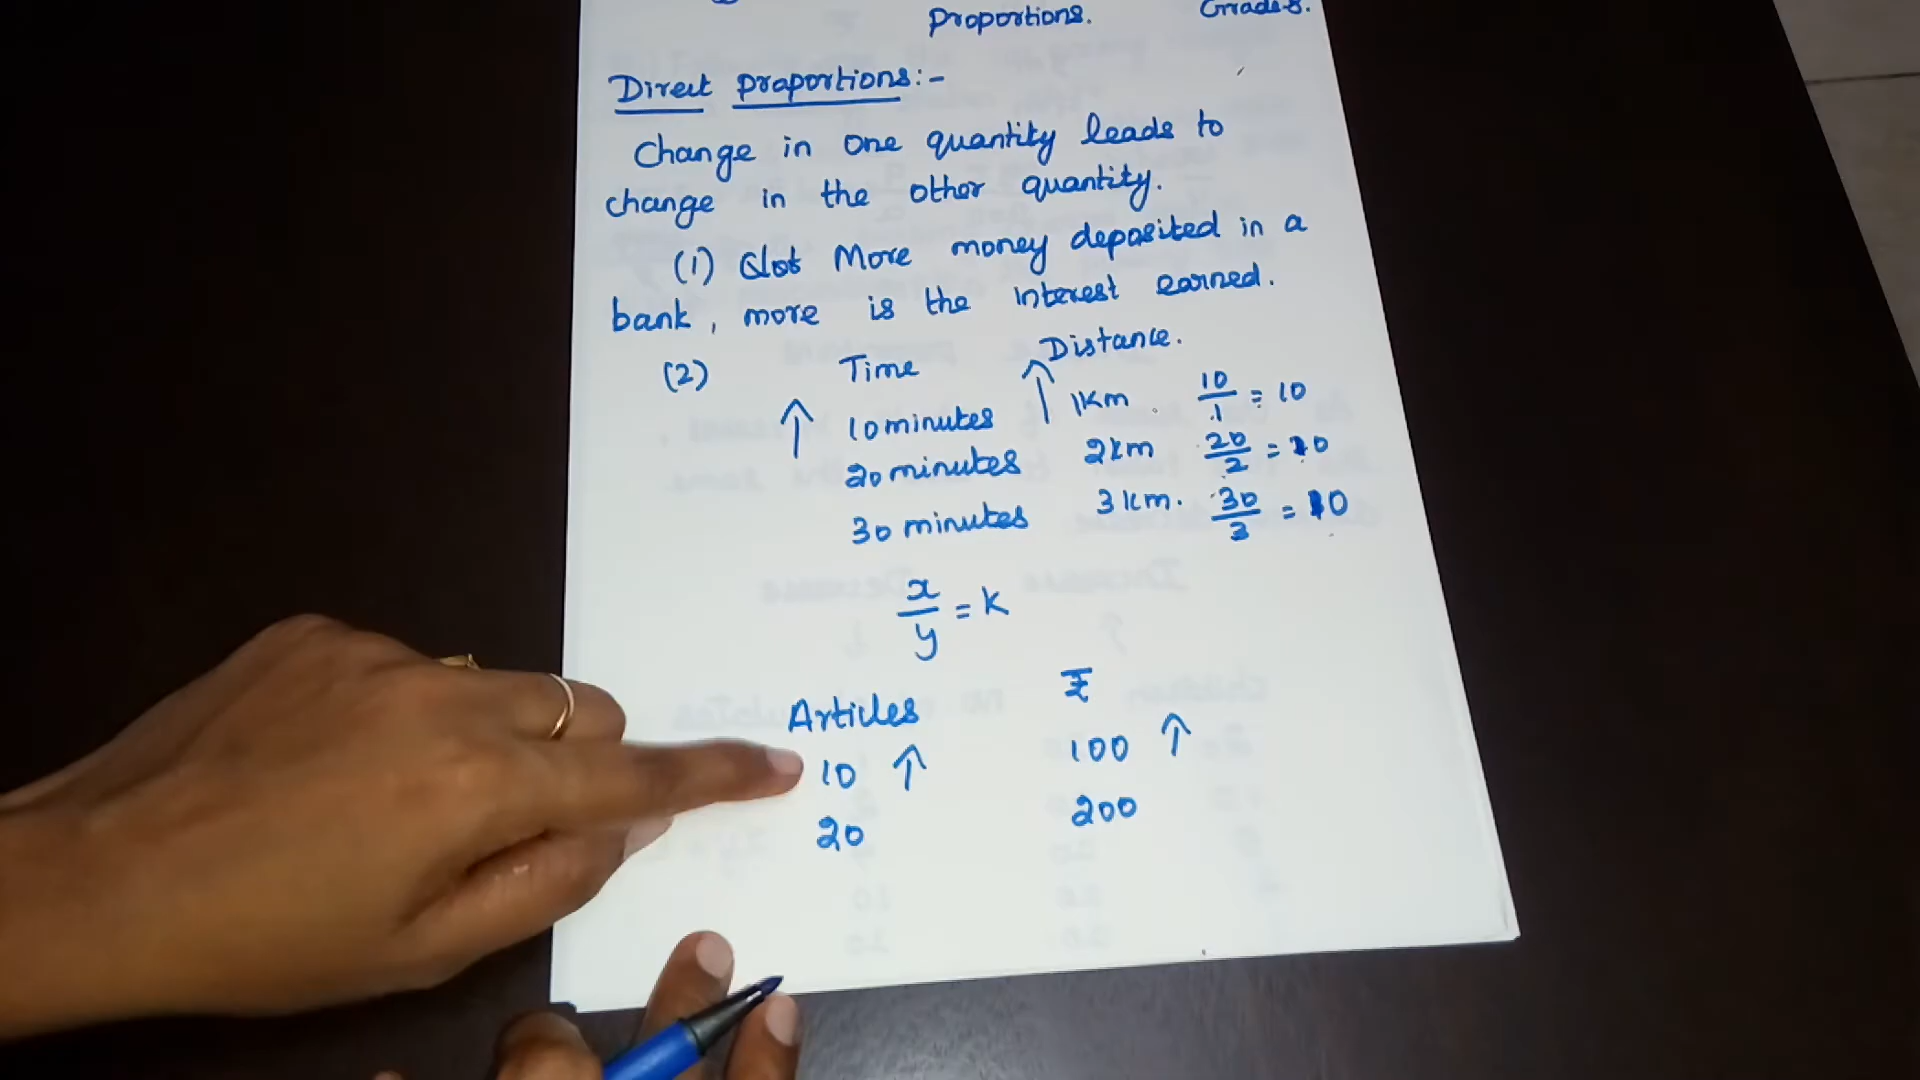 Proportions. Grade 8.
Direct proportions:-
Change in one quantity leads to
change in the other quantity.
(1) More money deposited in a
bank, more is the interest earned.
(2) Time Distance.
↑ 10 minutes ↑ 1km 10/1 = 10
20 minutes 2km 20/2 = 10
30 minutes 3km. 30/3 = 10
x/y = k
Articles ₹
10 ↑ 100 ↑
20 200